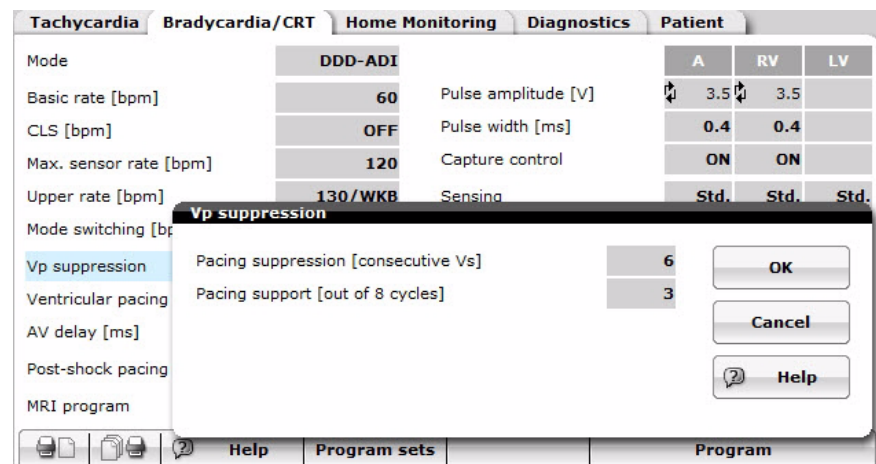 Tachycardia Bradycardia/CRT Home Monitoring Diagnostics Patient
Mode DDD-ADI A RV LV
Basic rate [bpm] 60 Pulse amplitude [V] 3.5 3.5
CLS [bpm] OFF Pulse width [ms] 0.4 0.4
Max. sensor rate [bpm] 120 Capture control ON ON
Upper rate [bpm] 130/WKB Sensing Std. Std. Std.
Mode switching [bp
Vp suppression
Vp suppression
Pacing suppression [consecutive Vs] 6 OK
Pacing support [out of 8 cycles] 3
Cancel
Help
Ventricular pacing
AV delay [ms]
Post-shock pacing
MRI program
Help Program sets Program